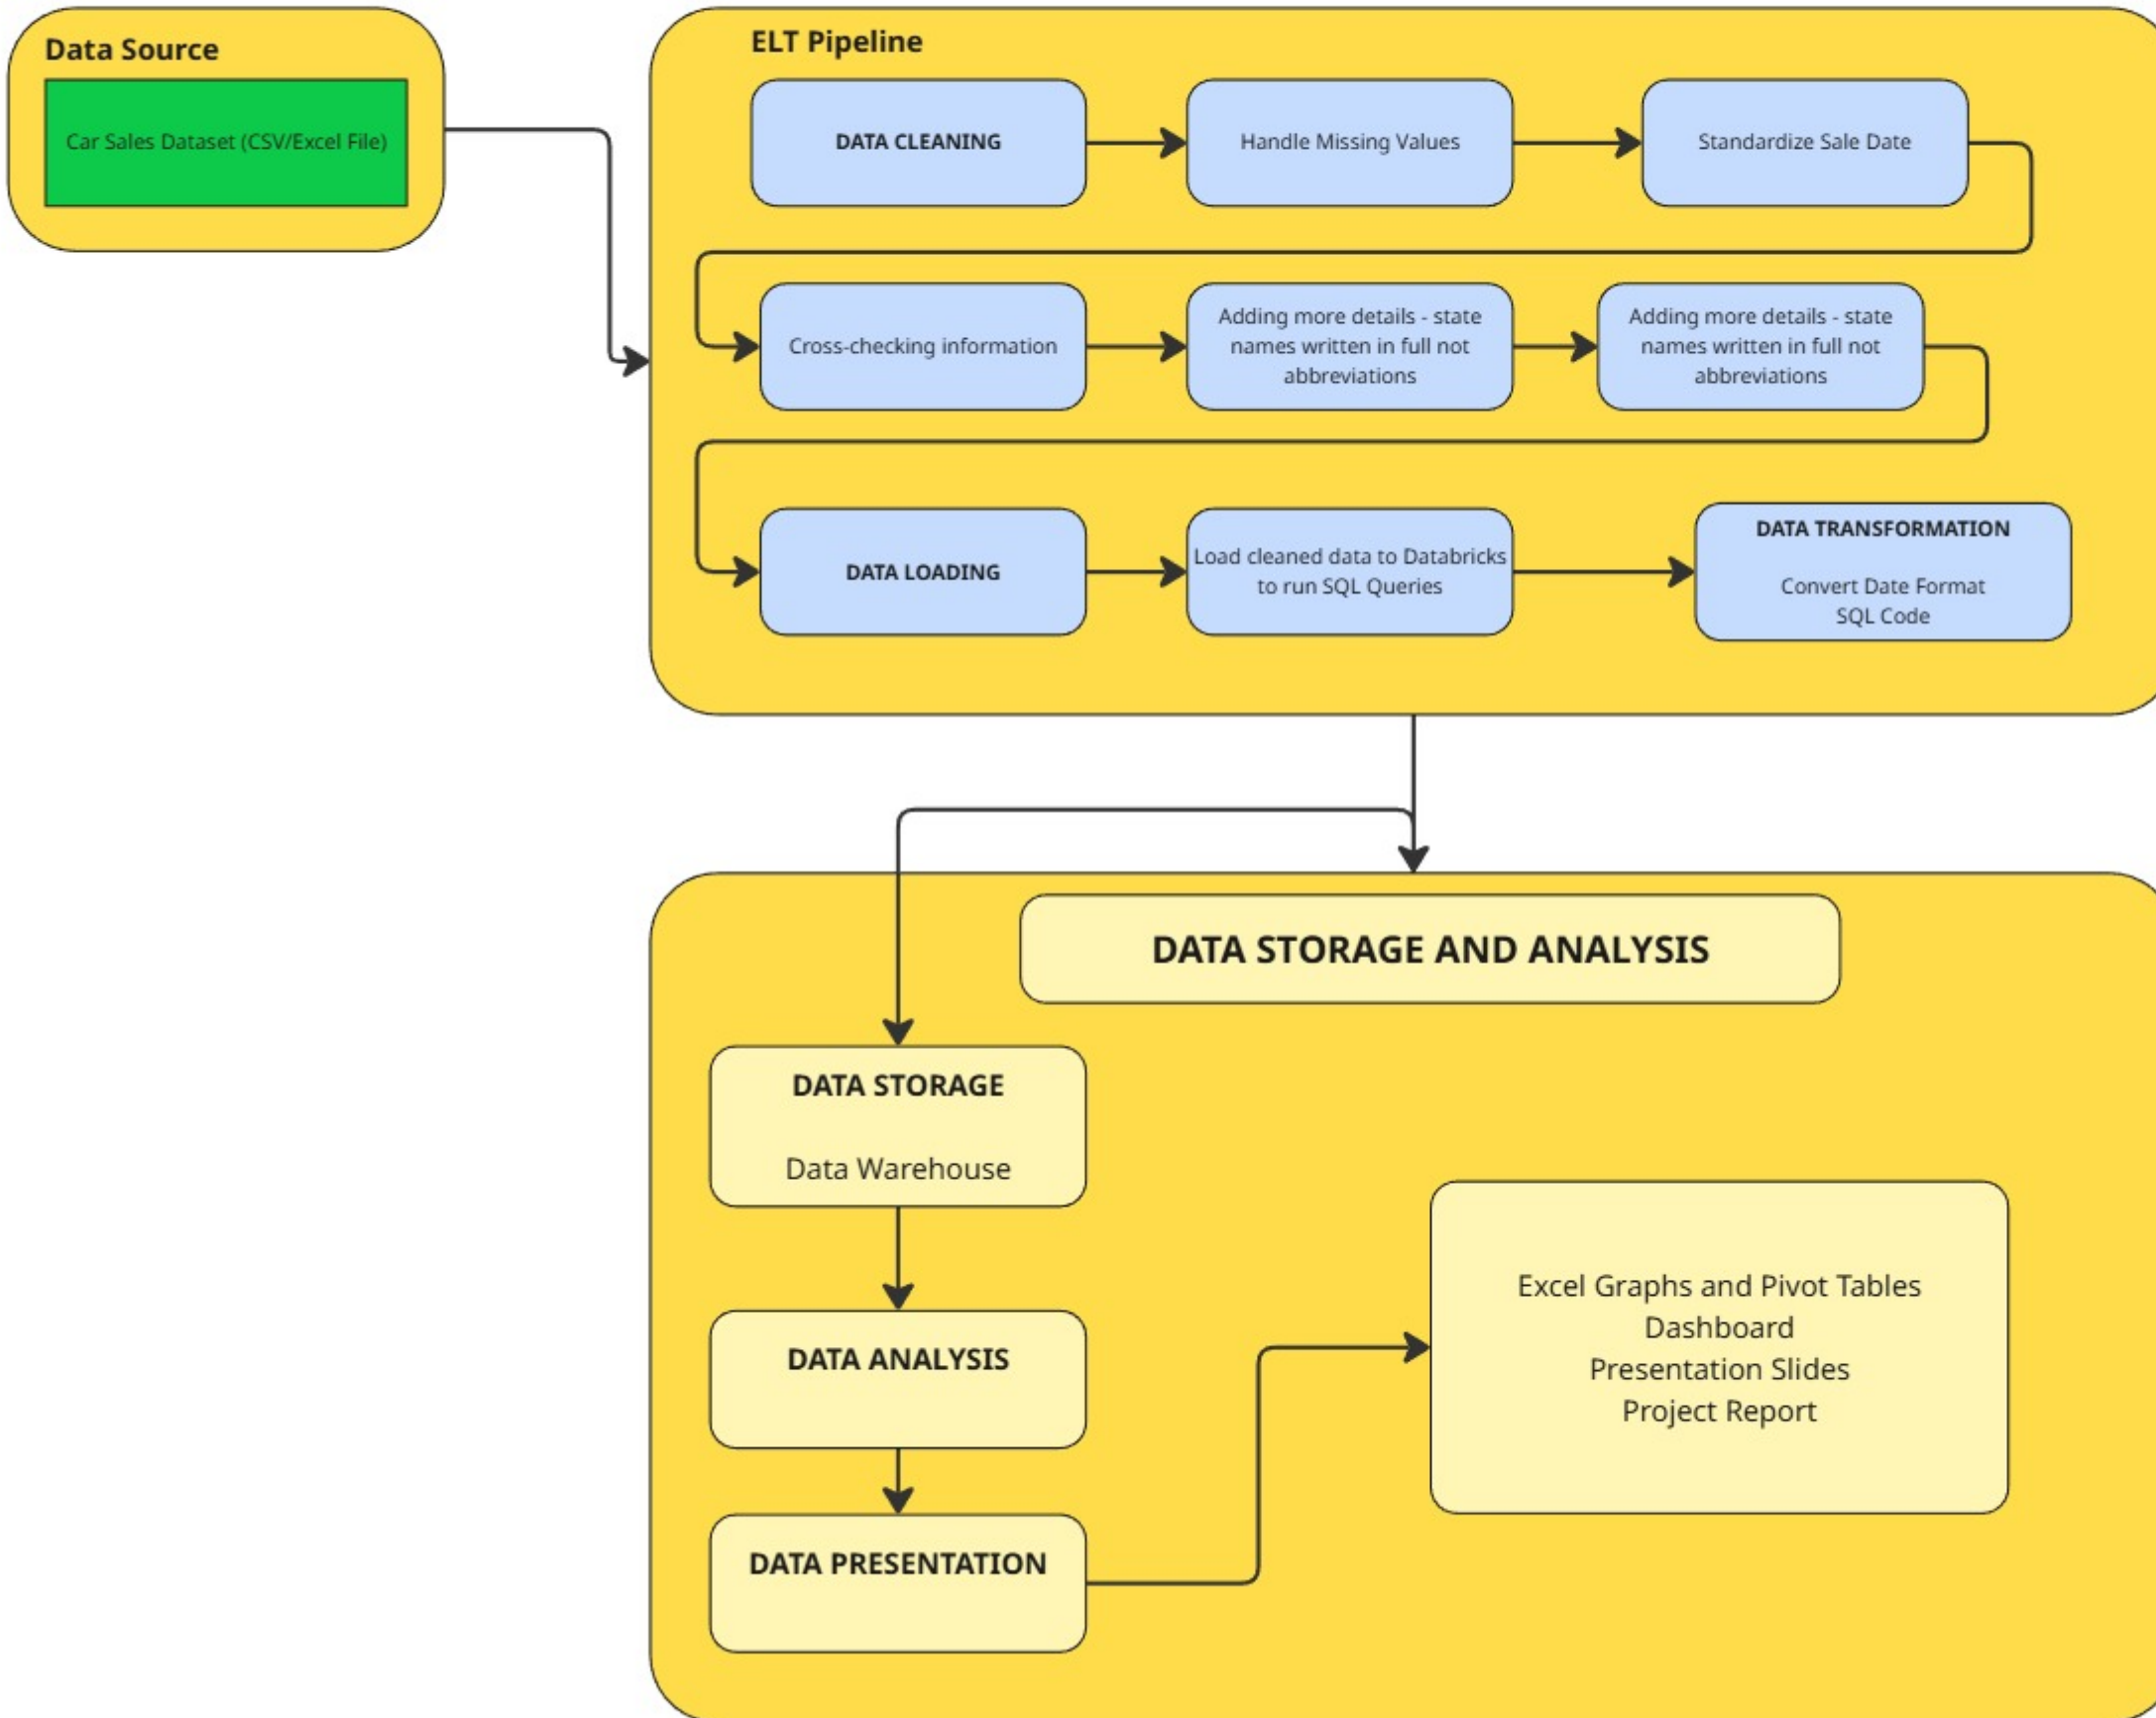 Data Source
Car Sales Dataset (CSV/Excel File)
ELT Pipeline
DATA CLEANING
Handle Missing Values
Standardize Sale Date
Cross-checking information
Adding more details - state
names written in full not
abbreviations
Adding more details - state
names written in full not
abbreviations
DATA LOADING
Load cleaned data to Databricks
to run SQL Queries
DATA TRANSFORMATION
Convert Date Format
SQL Code
DATA STORAGE AND ANALYSIS
DATA STORAGE
Data Warehouse
DATA ANALYSIS
DATA PRESENTATION
Excel Graphs and Pivot Tables
Dashboard
Presentation Slides
Project Report